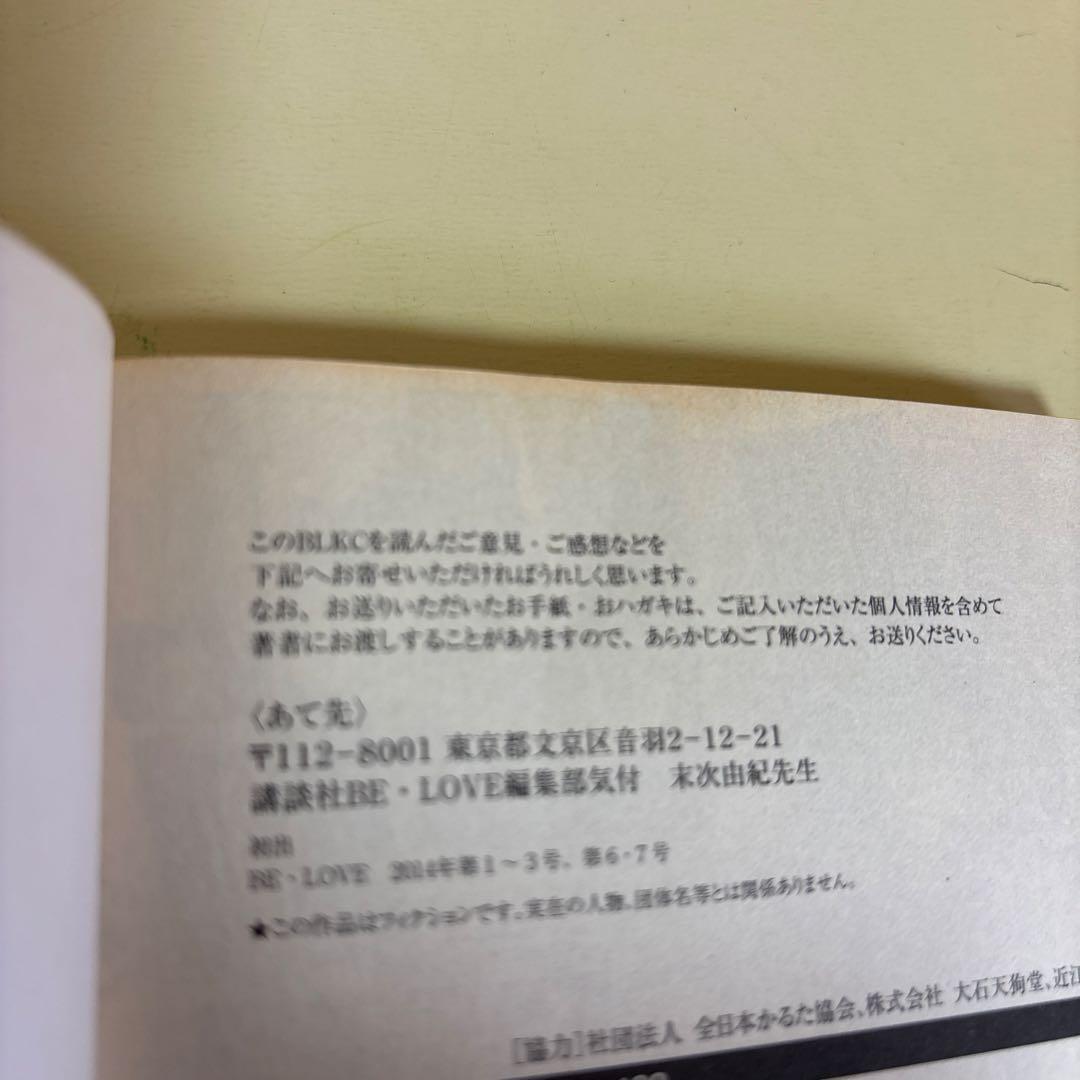 このBLKCを読んだご意見・ご感想などを
下記へお寄せいただければうれしく思います。
なお、お送りいただいたお手紙・おハガキは、ご記入いただいた個人情報を含めて
著者にお渡しすることがありますので、あらかじめご了解のうえ、お送りください。
〈あて先〉
〒112-8001 東京都文京区音羽2-12-21
講談社BE・LOVE編集部気付 末次由紀先生
初出
BE・LOVE 2014年第1～3号、第6・7号
★この作品はフィクションです。実在の人物、団体名等とは関係ありません。
[協力]社団法人 全日本かるた協会、株式会社 大石天狗堂、近江